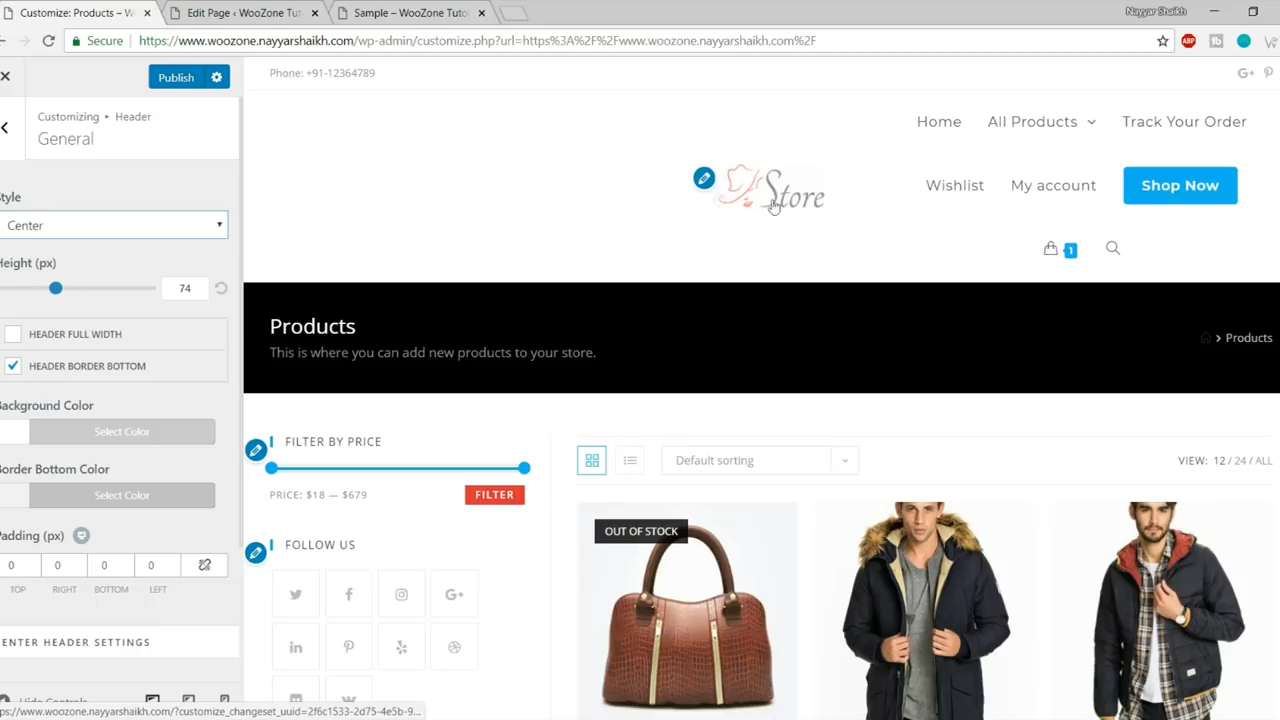 Customize: Products – W
Edit Page ‹ WooZone Tut
Sample – WooZone Tuto
Nayyar Shaikh
Secure
https://www.woozone.nayyarshaikh.com/wp-admin/customize.php?url=https%3A%2F%2Fwww.woozone.nayyarshaikh.com%2F
ABP
Publish
Phone: +91-12364789
G+
Customizing ▸ Header
General
Home
All Products
Track Your Order
Store
Wishlist
My account
Shop Now
1
Style
Center
Height (px)
74
HEADER FULL WIDTH
HEADER BORDER BOTTOM
Products
This is where you can add new products to your store.
Products
Background Color
Select Color
Border Bottom Color
Select Color
Padding (px)
0 0 0 0
TOP RIGHT BOTTOM LEFT
ENTER HEADER SETTINGS
Hide Controls
FILTER BY PRICE
PRICE: $18 — $679
FILTER
FOLLOW US
G+
Default sorting
VIEW: 12 / 24 / ALL
OUT OF STOCK
ps://www.woozone.nayyarshaikh.com/?customize_changeset_uuid=2f6c1533-2d75-4e5b-9...